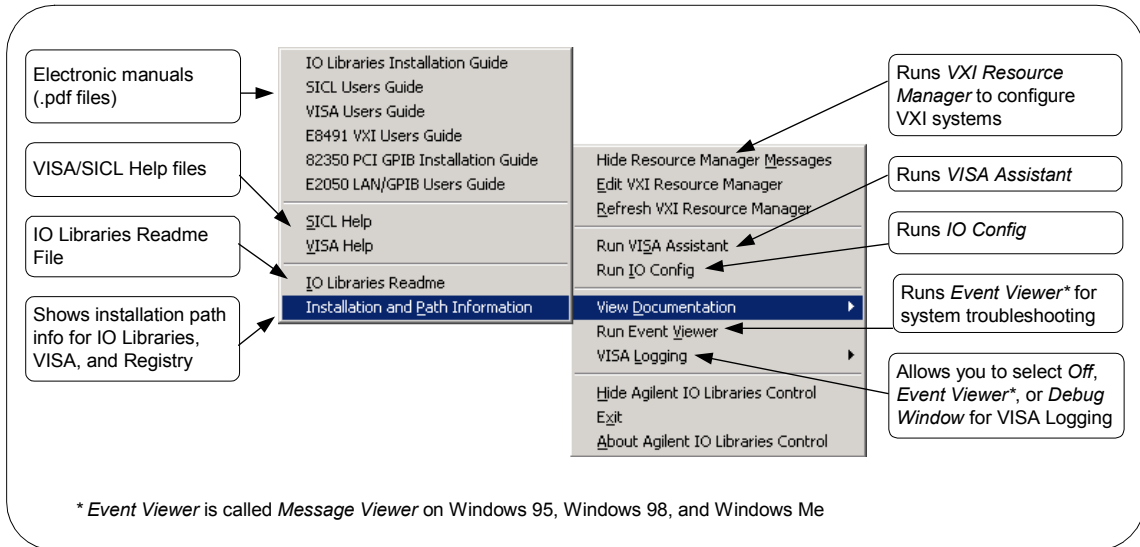 Electronic manuals
(.pdf files)
VISA/SICL Help files
IO Libraries Readme
File
Shows installation path
info for IO Libraries,
VISA, and Registry
IO Libraries Installation Guide
SICL Users Guide
VISA Users Guide
E8491 VXI Users Guide
82350 PCI GPIB Installation Guide
E2050 LAN/GPIB Users Guide
SICL Help
VISA Help
IO Libraries Readme
Installation and Path Information
Hide Resource Manager Messages
Edit VXI Resource Manager
Refresh VXI Resource Manager
Run VISA Assistant
Run IO Config
View Documentation
Run Event Viewer
VISA Logging
Hide Agilent IO Libraries Control
Exit
About Agilent IO Libraries Control
Runs VXI Resource
Manager to configure
VXI systems
Runs VISA Assistant
Runs IO Config
Runs Event Viewer* for
system troubleshooting
Allows you to select Off,
Event Viewer*, or Debug
Window for VISA Logging
* Event Viewer is called Message Viewer on Windows 95, Windows 98, and Windows Me